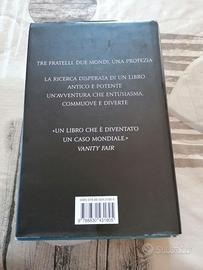 TRE FRATELLI. DUE MONDI. UNA PROFEZIA
LA RICERCA DISPERATA DI UN LIBRO
ANTICO E POTENTE
UN'AVVENTURA CHE ENTUSIASMA,
COMMUOVE E DIVERTE
«UN LIBRO CHE È DIVENTATO
UN CASO MONDIALE.»
VANITY FAIR
subito